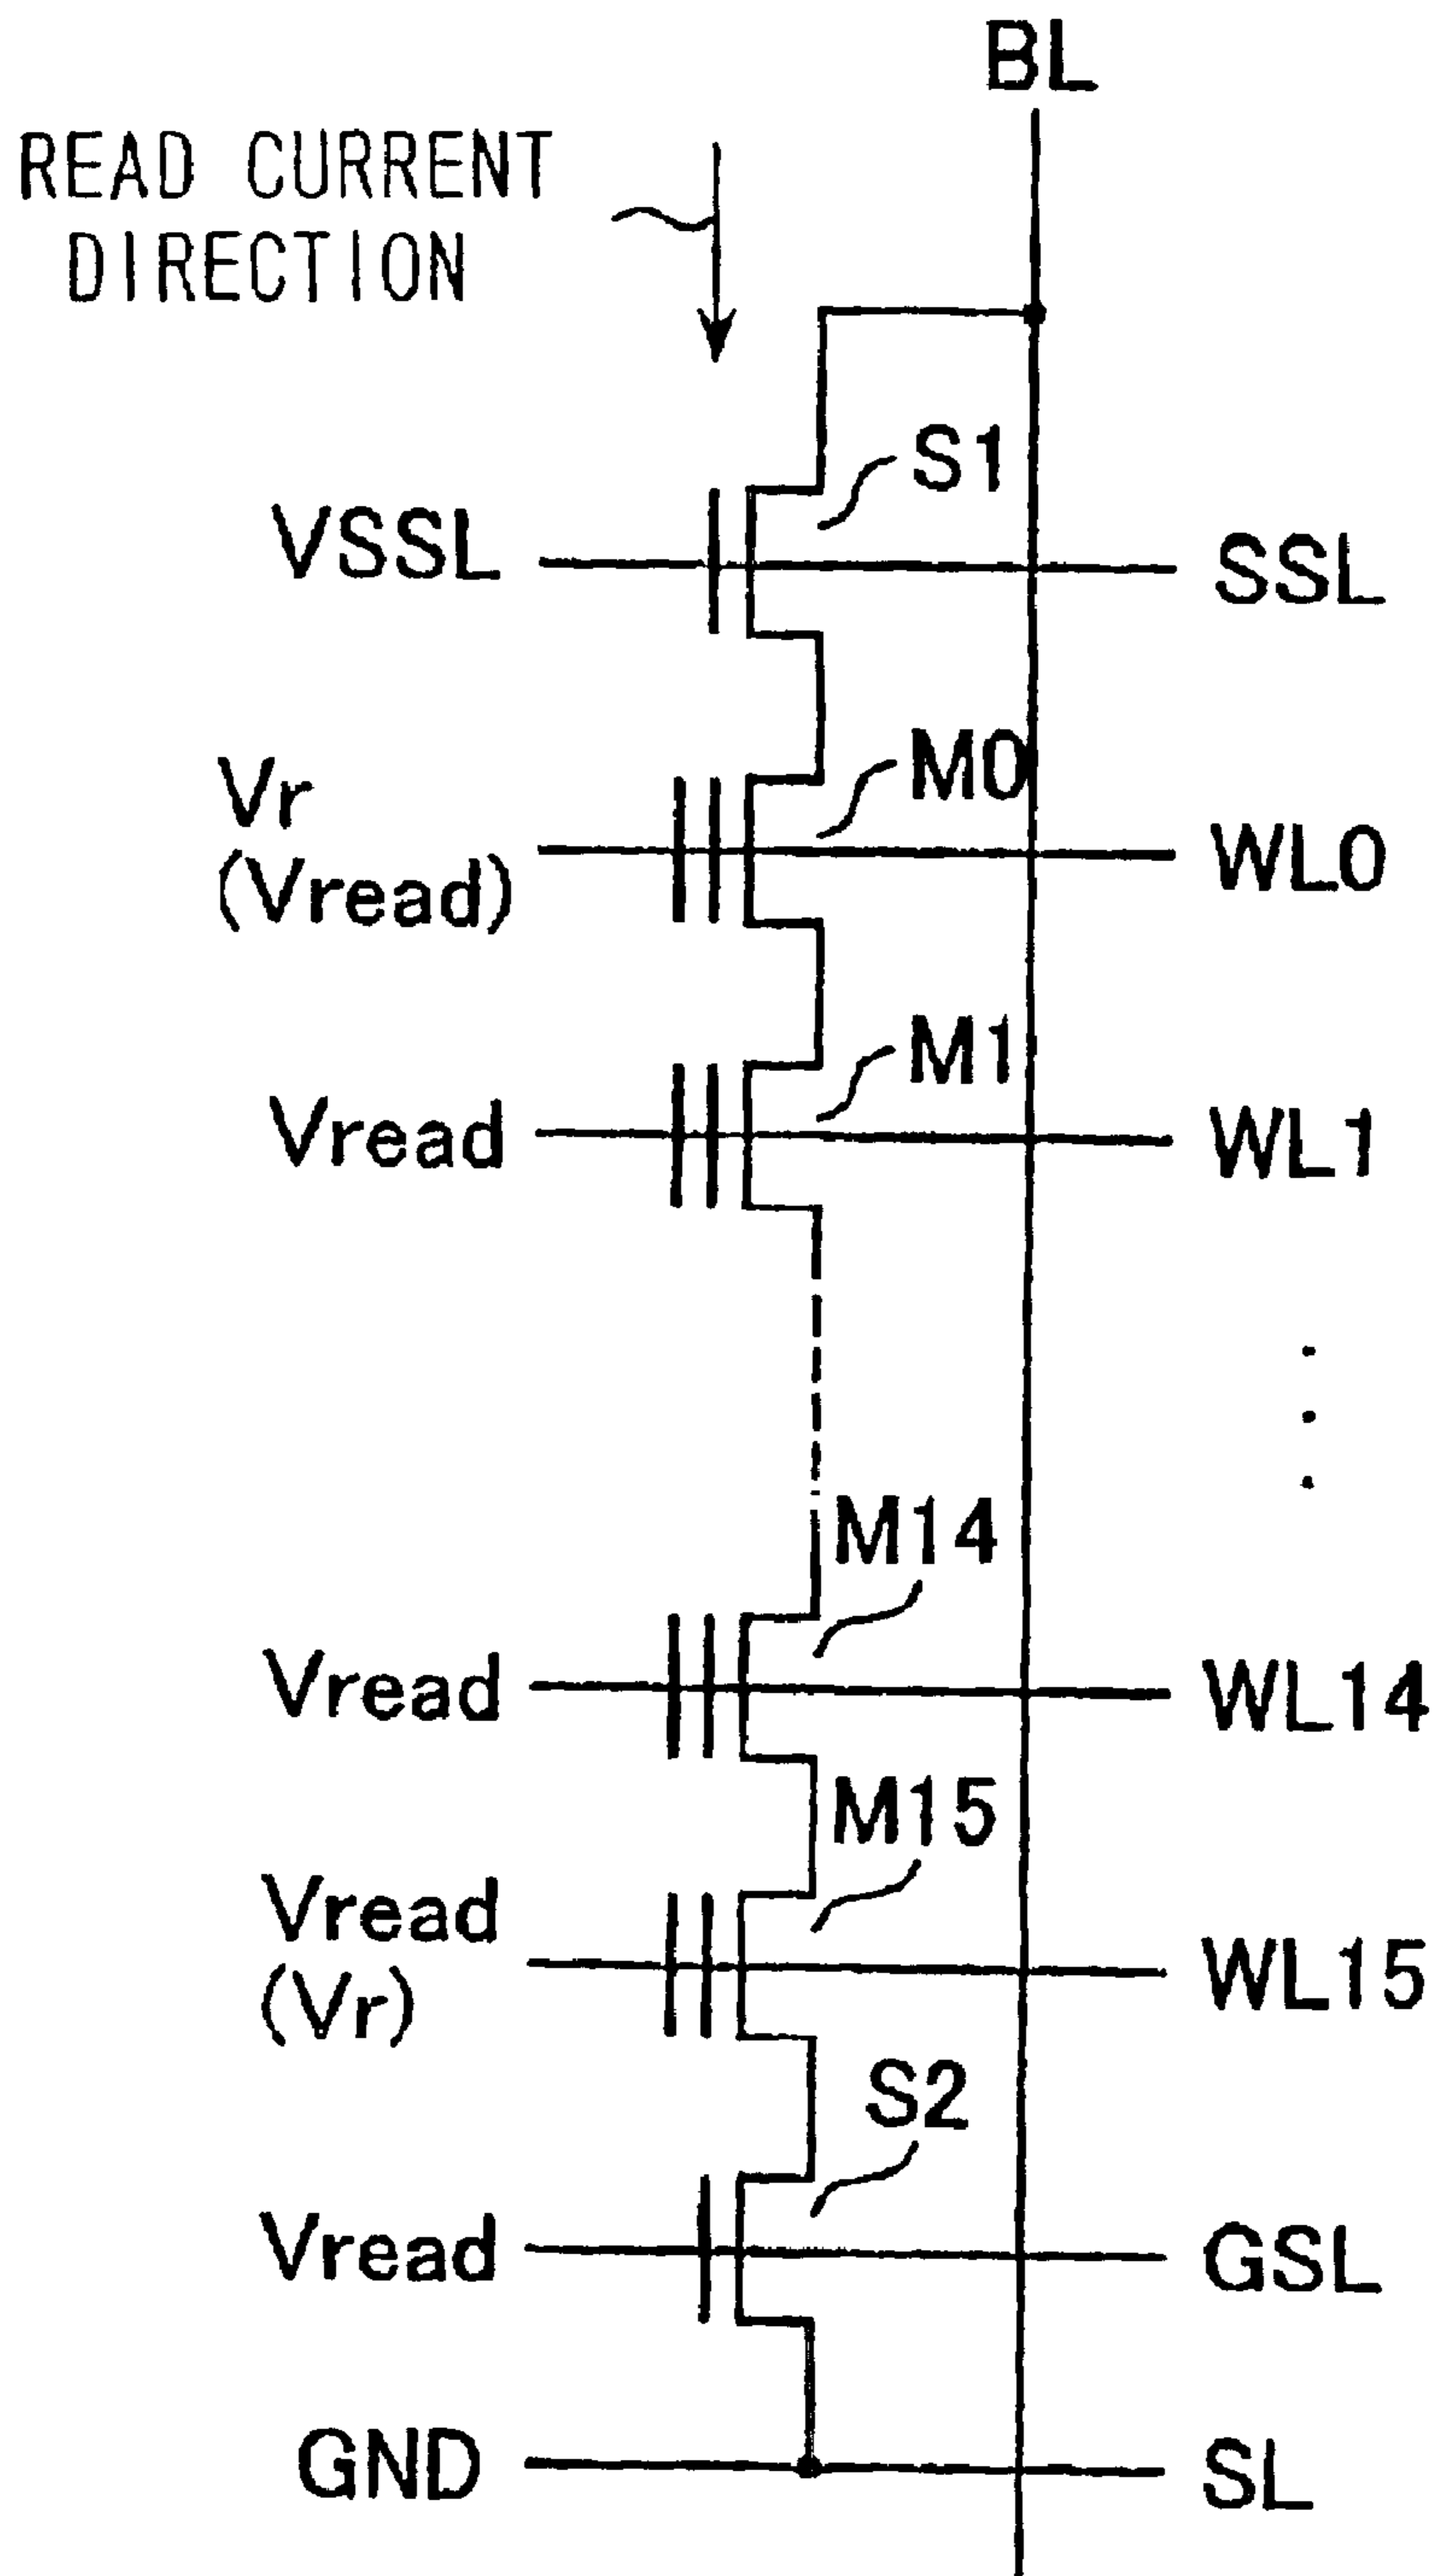 BL
READ CURRENT
DIRECTION
S1
VSSL
SSL
M0
Vr
(Vread)
WL0
M1
Vread
WL1
M14
Vread
WL14
M15
Vread
(Vr)
WL15
S2
Vread
GSL
GND
SL